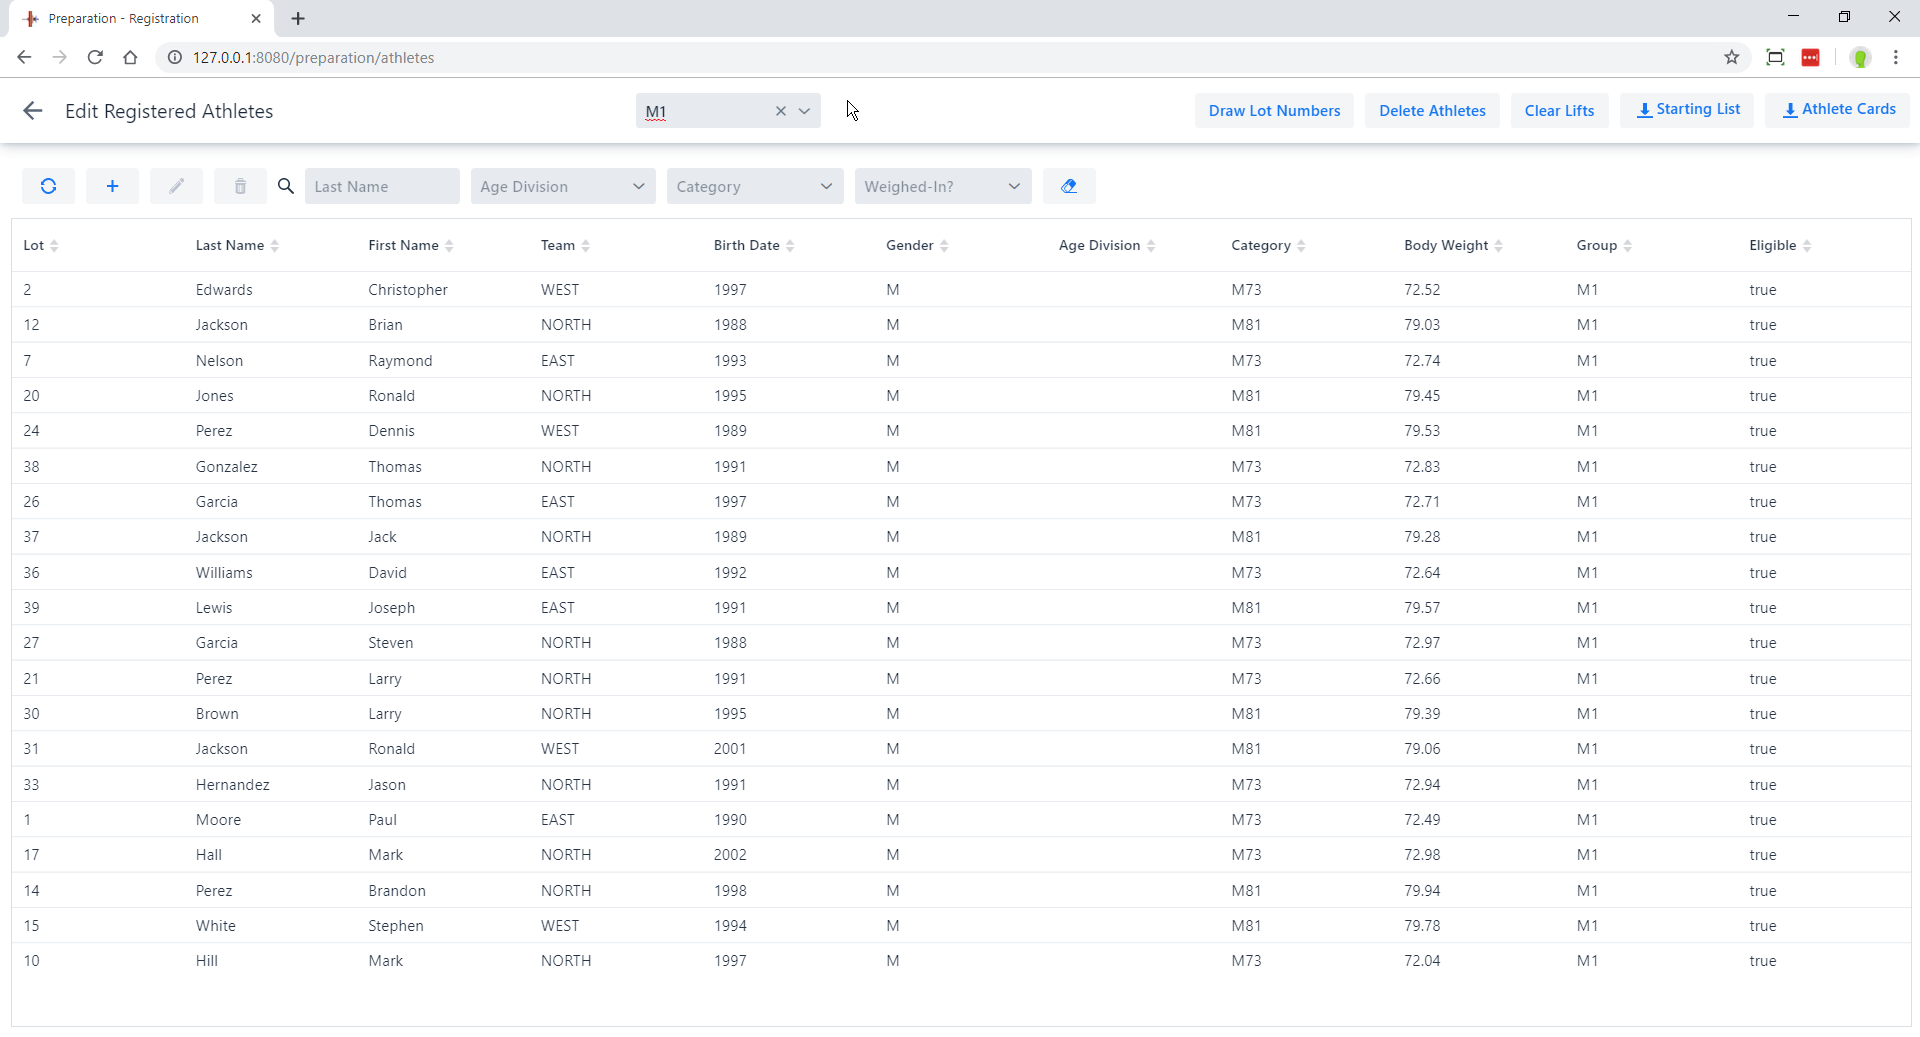 Preparation - Registration
127.0.0.1:8080/preparation/athletes
Edit Registered Athletes M1 Draw Lot Numbers Delete Athletes Clear Lifts Starting List Athlete Cards
Last Name Age Division Category Weighed-In?
Lot Last Name First Name Team Birth Date Gender Age Division Category Body Weight Group Eligible
2 Edwards Christopher WEST 1997 M M73 72.52 M1 true
12 Jackson Brian NORTH 1988 M M81 79.03 M1 true
7 Nelson Raymond EAST 1993 M M73 72.74 M1 true
20 Jones Ronald NORTH 1995 M M81 79.45 M1 true
24 Perez Dennis WEST 1989 M M81 79.53 M1 true
38 Gonzalez Thomas NORTH 1991 M M73 72.83 M1 true
26 Garcia Thomas EAST 1997 M M73 72.71 M1 true
37 Jackson Jack NORTH 1989 M M81 79.28 M1 true
36 Williams David EAST 1992 M M73 72.64 M1 true
39 Lewis Joseph EAST 1991 M M81 79.57 M1 true
27 Garcia Steven NORTH 1988 M M73 72.97 M1 true
21 Perez Larry NORTH 1991 M M73 72.66 M1 true
30 Brown Larry NORTH 1995 M M81 79.39 M1 true
31 Jackson Ronald WEST 2001 M M81 79.06 M1 true
33 Hernandez Jason NORTH 1991 M M73 72.94 M1 true
1 Moore Paul EAST 1990 M M73 72.49 M1 true
17 Hall Mark NORTH 2002 M M73 72.98 M1 true
14 Perez Brandon NORTH 1998 M M81 79.94 M1 true
15 White Stephen WEST 1994 M M81 79.78 M1 true
10 Hill Mark NORTH 1997 M M73 72.04 M1 true